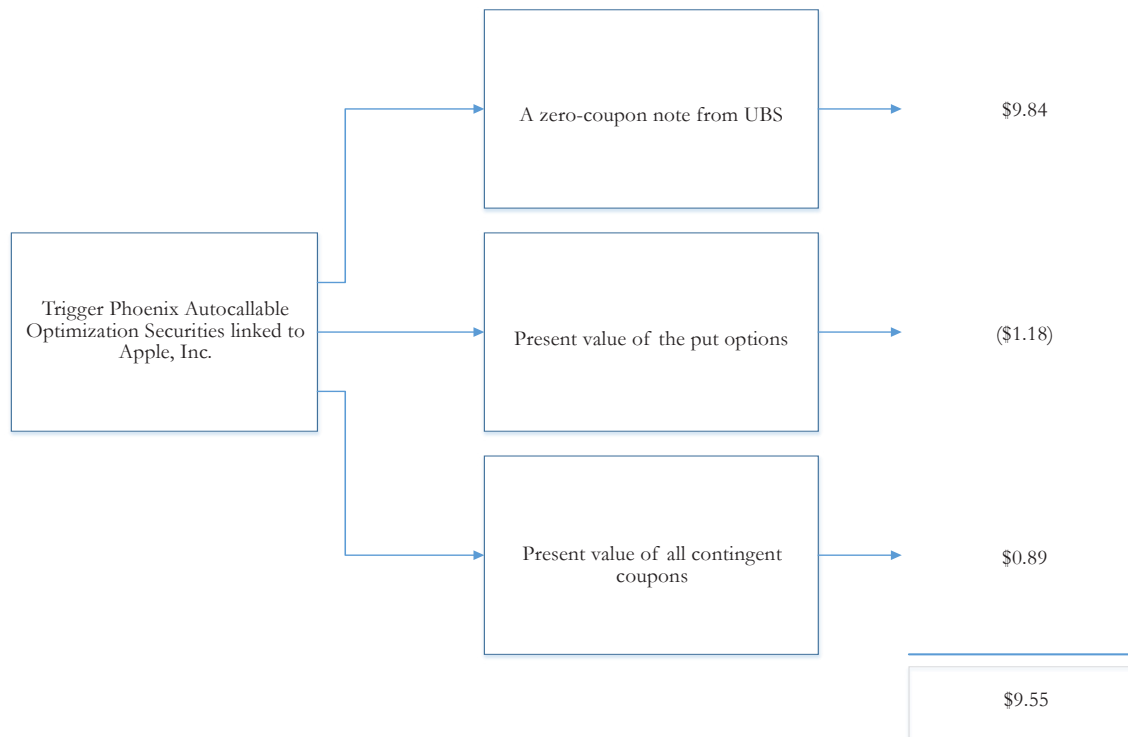 A zero-coupon note from UBS
$9.84
Trigger Phoenix Autocallable
Optimization Securities linked to
Apple, Inc.
Present value of the put options
($1.18)
Present value of all contingent
coupons
$0.89
$9.55